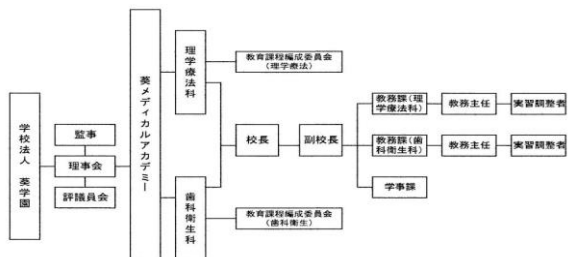 学校法人 葵学園
監事
理事会
評議員会
葵メディカルアカデミー
理学療法科
教育課程編成委員会
(理学療法)
歯科衛生科
教育課程編成委員会
(歯科衛生)
校長
副校長
教務課(理学療法科)
教務主任
実習調整者
教務課(歯科衛生科)
教務主任
実習調整者
学事課